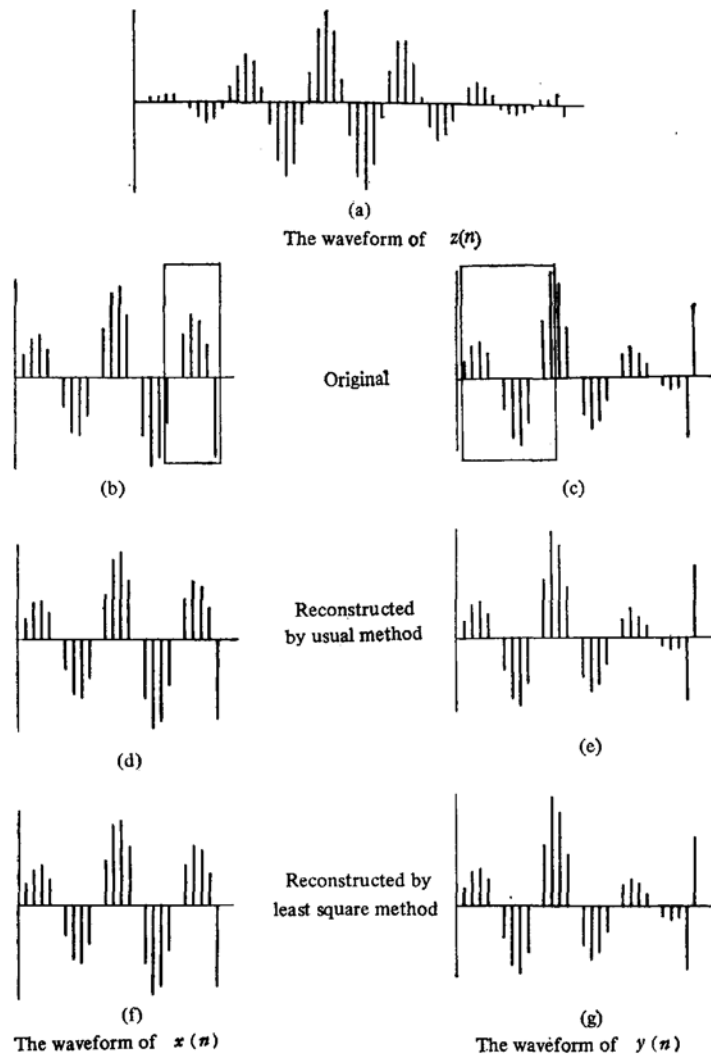 (a)
The waveform of z(n)
Original
(b)
(c)
Reconstructed
by usual method
(d)
(e)
Reconstructed by
least square method
(f)
(g)
The waveform of x (n)
The waveform of y (n)